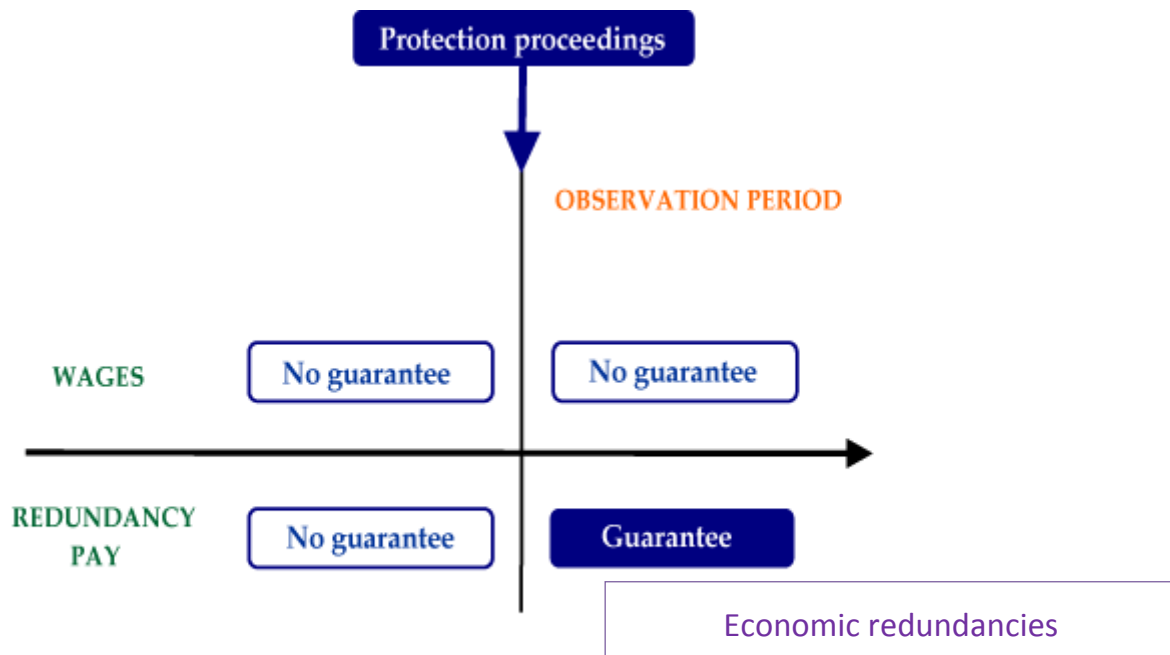 Protection proceedings
OBSERVATION PERIOD
WAGES
No guarantee
No guarantee
REDUNDANCY
PAY
No guarantee
Guarantee
Economic redundancies